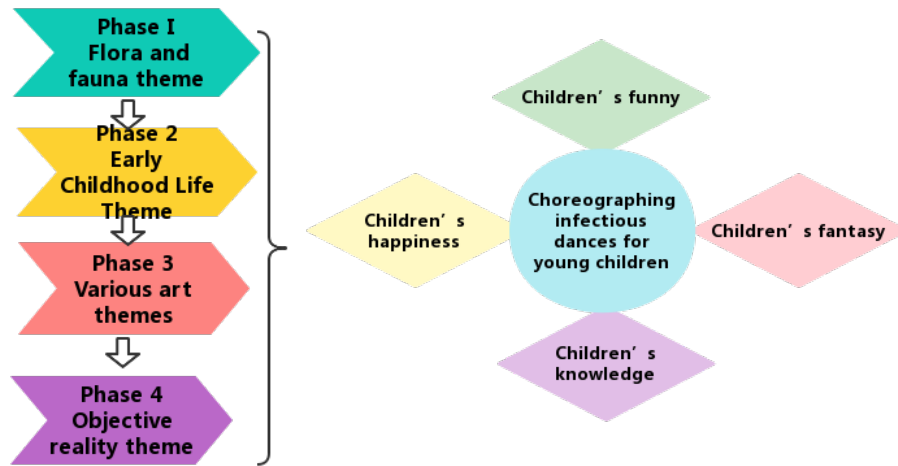 Phase I
Flora and
fauna theme
Phase 2
Early
Childhood Life
Theme
Phase 3
Various art
themes
Phase 4
Objective
reality theme
Children’s funny
Children’s
happiness
Choreographing
infectious
dances for
young children
Children’s fantasy
Children’s
knowledge